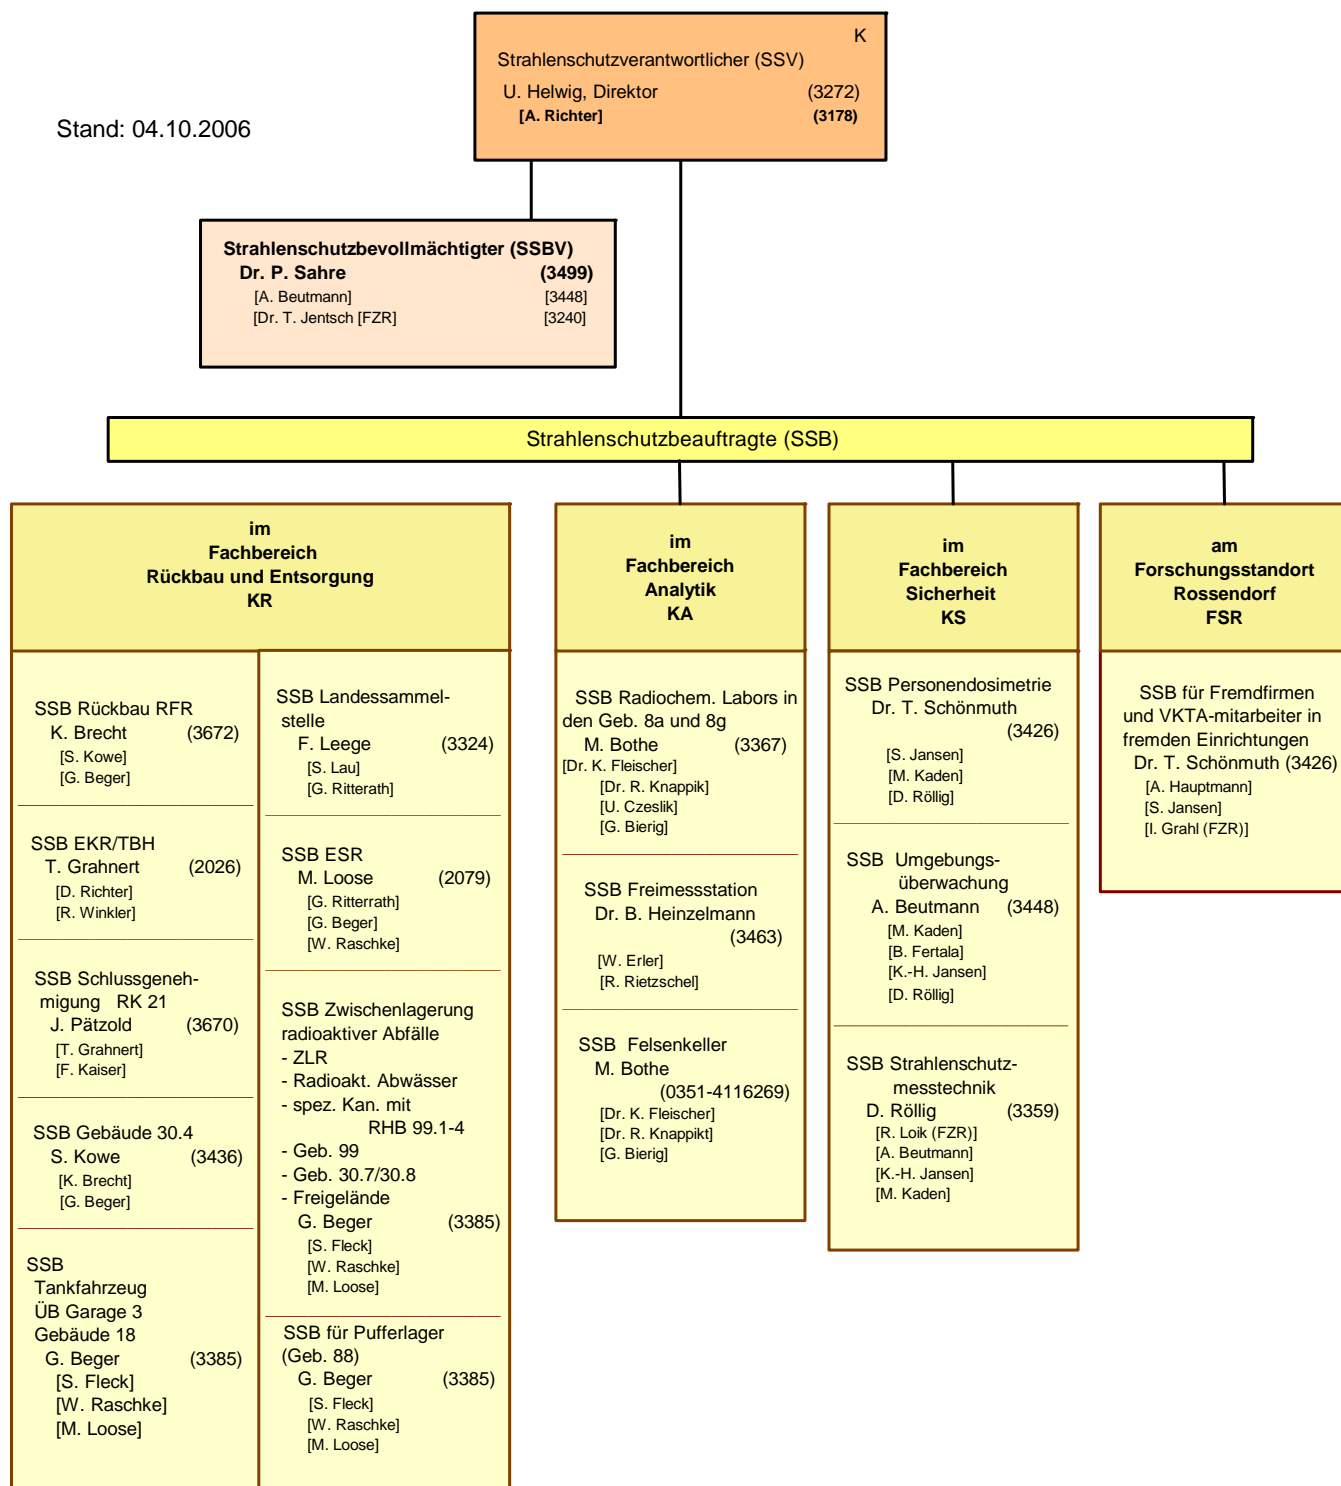 K
Strahlenschutzverantwortlicher (SSV)
U. Helwig, Direktor (3272)
[A. Richter] (3178)
Stand: 04.10.2006
Strahlenschutzbevollmächtigter (SSBV)
Dr. P. Sahre (3499)
[A. Beutmann] [3448]
[Dr. T. Jentsch [FZR] [3240]
Strahlenschutzbeauftragte (SSB)
im
Fachbereich
Rückbau und Entsorgung
KR
SSB Rückbau RFR
K. Brecht (3672)
[S. Kowe]
[G. Beger]
SSB EKR/TBH
T. Grahnert (2026)
[D. Richter]
[R. Winkler]
SSB Schlussgeneh-
migung RK 21
J. Pätzold (3670)
[T. Grahnert]
[F. Kaiser]
SSB Gebäude 30.4
S. Kowe (3436)
[K. Brecht]
[G. Beger]
SSB
Tankfahrzeug
ÜB Garage 3
Gebäude 18
G. Beger (3385)
[S. Fleck]
[W. Raschke]
[M. Loose]
SSB Landessammel-
stelle
F. Leege (3324)
[S. Lau]
[G. Ritterath]
SSB ESR
M. Loose (2079)
[G. Ritterrath]
[G. Beger]
[W. Raschke]
SSB Zwischenlagerung
radioaktiver Abfälle
- ZLR
- Radioakt. Abwässer
- spez. Kan. mit
RHB 99.1-4
- Geb. 99
- Geb. 30.7/30.8
- Freigelände
G. Beger (3385)
[S. Fleck]
[W. Raschke]
[M. Loose]
SSB für Pufferlager
(Geb. 88)
G. Beger (3385)
[S. Fleck]
[W. Raschke]
[M. Loose]
im
Fachbereich
Analytik
KA
SSB Radiochem. Labors in
den Geb. 8a und 8g
M. Bothe (3367)
[Dr. K. Fleischer]
[Dr. R. Knappik]
[U. Czeslik]
[G. Bierig]
SSB Freimessstation
Dr. B. Heinzelmann
(3463)
[W. Erler]
[R. Rietzschel]
SSB Felsenkeller
M. Bothe
(0351-4116269)
[Dr. K. Fleischer]
[Dr. R. Knappikt]
[G. Bierig]
im
Fachbereich
Sicherheit
KS
SSB Personendosimetrie
Dr. T. Schönmuth
(3426)
[S. Jansen]
[M. Kaden]
[D. Röllig]
SSB Umgebungs-
überwachung
A. Beutmann (3448)
[M. Kaden]
[B. Fertala]
[K.-H. Jansen]
[D. Röllig]
SSB Strahlenschutz-
messtechnik
D. Röllig (3359)
[R. Loik (FZR)]
[A. Beutmann]
[K.-H. Jansen]
[M. Kaden]
am
Forschungsstandort
Rossendorf
FSR
SSB für Fremdfirmen
und VKTA-mitarbeiter in
fremden Einrichtungen
Dr. T. Schönmuth (3426)
[A. Hauptmann]
[S. Jansen]
[I. Grahl (FZR)]